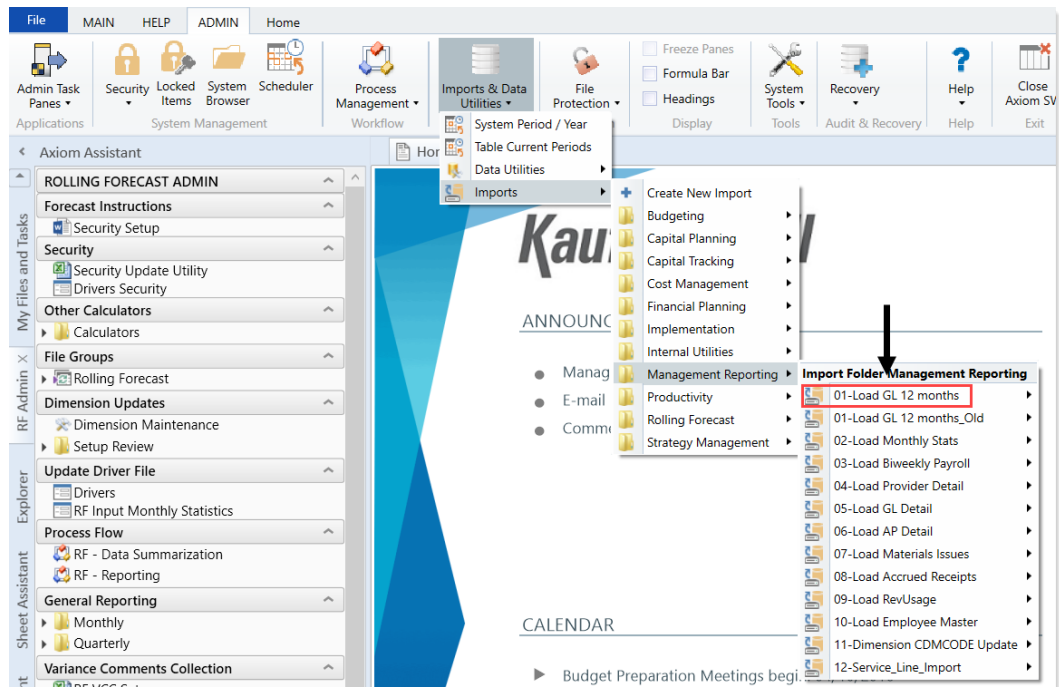 File MAIN HELP ADMIN Home
Admin Task Panes
Security
Locked Items
System Browser
Scheduler
Process Management
Imports & Data Utilities
File Protection
Freeze Panes
Formula Bar
Headings
System Tools
Recovery
Help
Close
Axiom SW
Applications System Management Workflow Display Tools Audit & Recovery Help Exit
System Period / Year
Table Current Periods
Data Utilities
Imports
Axiom Assistant
My Files and Tasks
RF Admin
Explorer
Sheet Assistant
ROLLING FORECAST ADMIN
Forecast Instructions
Security Setup
Security
Security Update Utility
Drivers Security
Other Calculators
Calculators
File Groups
Rolling Forecast
Dimension Updates
Dimension Maintenance
Setup Review
Update Driver File
Drivers
RF Input Monthly Statistics
Process Flow
RF - Data Summarization
RF - Reporting
General Reporting
Monthly
Quarterly
Variance Comments Collection
Create New Import
Budgeting
Capital Planning
Capital Tracking
Cost Management
Financial Planning
Implementation
Internal Utilities
Management Reporting
Productivity
Rolling Forecast
Strategy Management
Import Folder Management Reporting
01-Load GL 12 months
01-Load GL 12 months_Old
02-Load Monthly Stats
03-Load Biweekly Payroll
04-Load Provider Detail
05-Load GL Detail
06-Load AP Detail
07-Load Materials Issues
08-Load Accrued Receipts
09-Load RevUsage
10-Load Employee Master
11-Dimension CDMCODE Update
12-Service_Line_Import
E-mail
CALENDAR
Budget Preparation Meetings